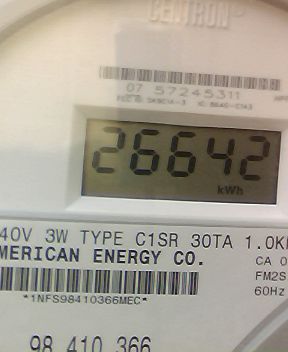 CENTRON
07 57245311
26642
kWh
40V 3W TYPE C1SR 30TA 1.0K
MERICAN ENERGY CO.
CA 0
FM2S
*1NFS98410366MEC*
60Hz
98 410 366